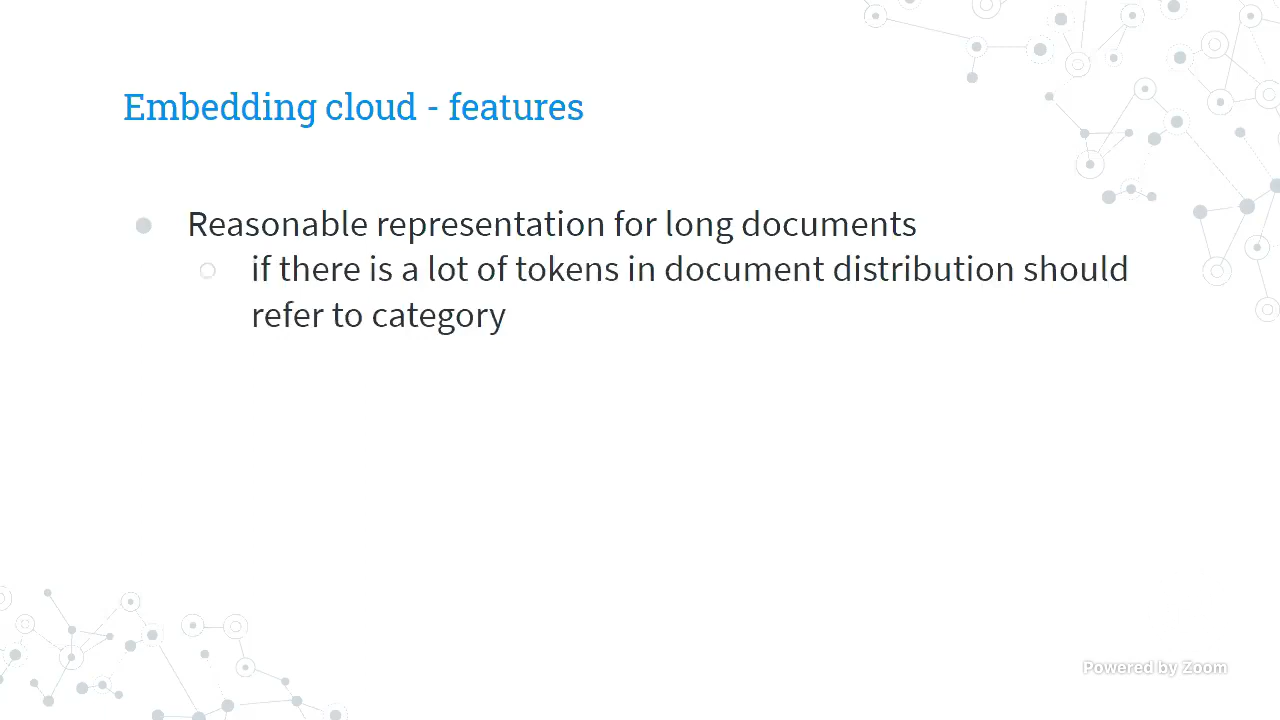 Embedding cloud - features
Reasonable representation for long documents
if there is a lot of tokens in document distribution should
refer to category
Powered by Zoom